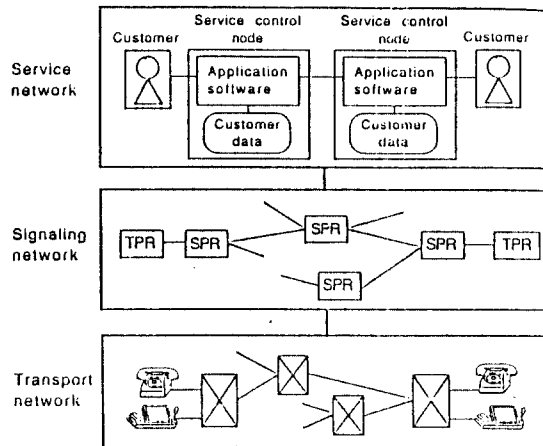 Service control
node
Service control
node
Customer
Customer
Service
network
Application
software
Application
software
Customer
data
Customer
data
Signaling
network
TPR
SPR
SPR
SPR
SPR
TPR
Transport
network